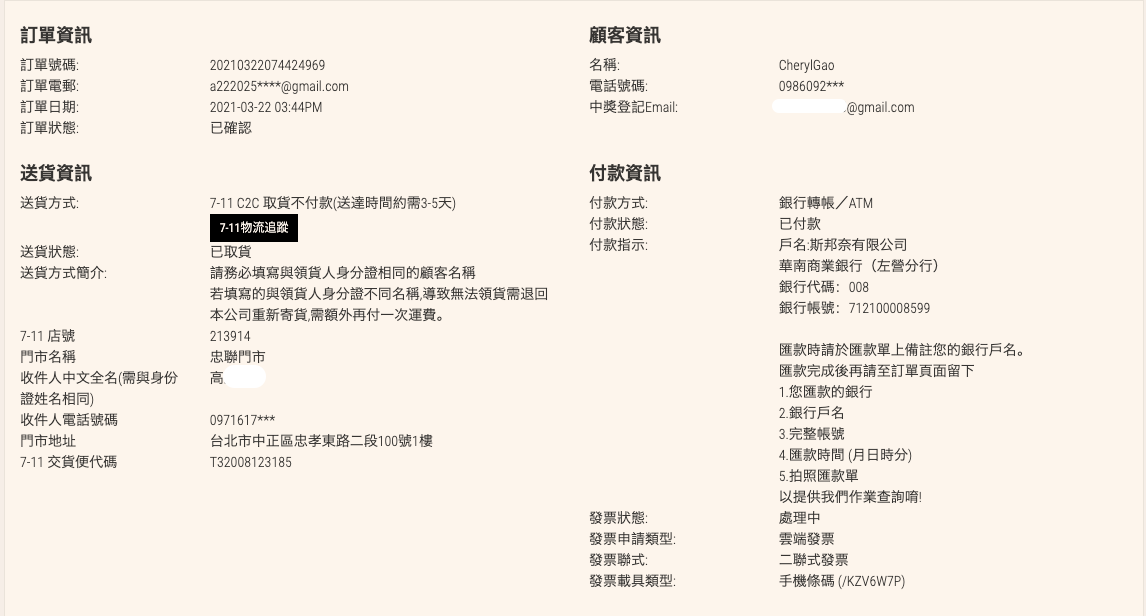 訂單資訊
訂單號碼: 20210322074424969
訂單電郵: a222025****@gmail.com
訂單日期: 2021-03-22 03:44PM
訂單狀態: 已確認
顧客資訊
名稱: CherylGao
電話號碼: 0986092***
中獎登記Email: @gmail.com
送貨資訊
送貨方式: 7-11 C2C 取貨不付款(送達時間約需3-5天)
7-11物流追蹤
送貨狀態: 已取貨
送貨方式簡介: 請務必填寫與領貨人身分證相同的顧客名稱
若填寫的與領貨人身分證不同名稱,導致無法領貨需退回
本公司重新寄貨,需額外再付一次運費。
7-11 店號 213914
門市名稱 忠聯門市
收件人中文全名(需與身份 高
證姓名相同)
收件人電話號碼 0971617***
門市地址 台北市中正區忠孝東路二段100號1樓
7-11 交貨便代碼 T32008123185
付款資訊
付款方式: 銀行轉帳／ATM
付款狀態: 已付款
付款指示: 戶名:斯邦奈有限公司
華南商業銀行（左營分行）
銀行代碼：008
銀行帳號：712100008599
匯款時請於匯款單上備註您的銀行戶名。
匯款完成後再請至訂單頁面留下
1.您匯款的銀行
2.銀行戶名
3.完整帳號
4.匯款時間 (月日時分)
5.拍照匯款單
以提供我們作業查詢唷!
發票狀態: 處理中
發票申請類型: 雲端發票
發票聯式: 二聯式發票
發票載具類型: 手機條碼 (/KZV6W7P)